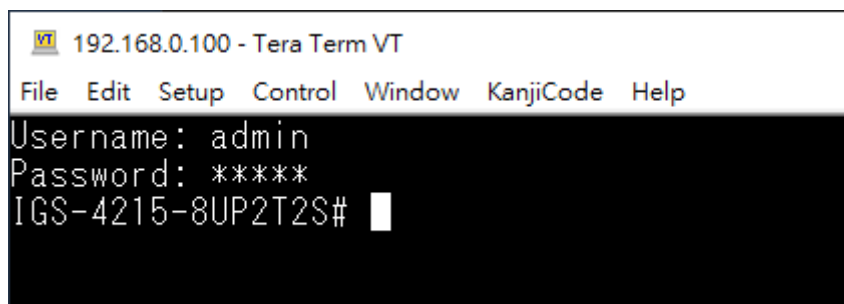 VT 192.168.0.100 - Tera Term VT
File Edit Setup Control Window KanjiCode Help
Username: admin
Password: *****
IGS-4215-8UP2T2S#